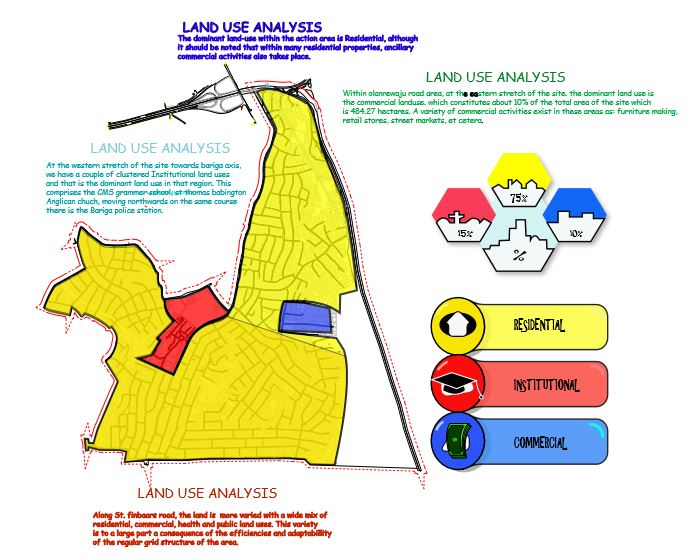 LAND USE ANALYSIS
The dominant land-use within the action area is Residential, although
it should be noted that within many residential properties, ancillary
commercial activities also takes place.
LAND USE ANALYSIS
Within olanrewaju road area, at the eastern stretch of the site. the dominant land use is
the commercial landuse. which constitutes about 10% of the total area of the site which
is 484.27 hectares. A variety of commercial activities exist in these areas as: furniture making,
retail stores, street markets, et cetera.
LAND USE ANALYSIS
At the western stretch of the site towards bariga axis,
we have a couple of clustered Institutional land uses
and that is the dominant land use in that region. This
comprises the CMS grammer school, st thomas babington
Anglican chuch, moving northwards on the same course
there is the Bariga police station.
75%
15%
10%
%
RESIDENTIAL
INSTITUTIONAL
COMMERCIAL
LAND USE ANALYSIS
Along St. finbaars road, the land is more varied with a wide mix of
residential, commercial, health and public land uses. This variety
is to a large part a consequence of the efficiencies and adaptabillity
of the regular grid structure of the area.